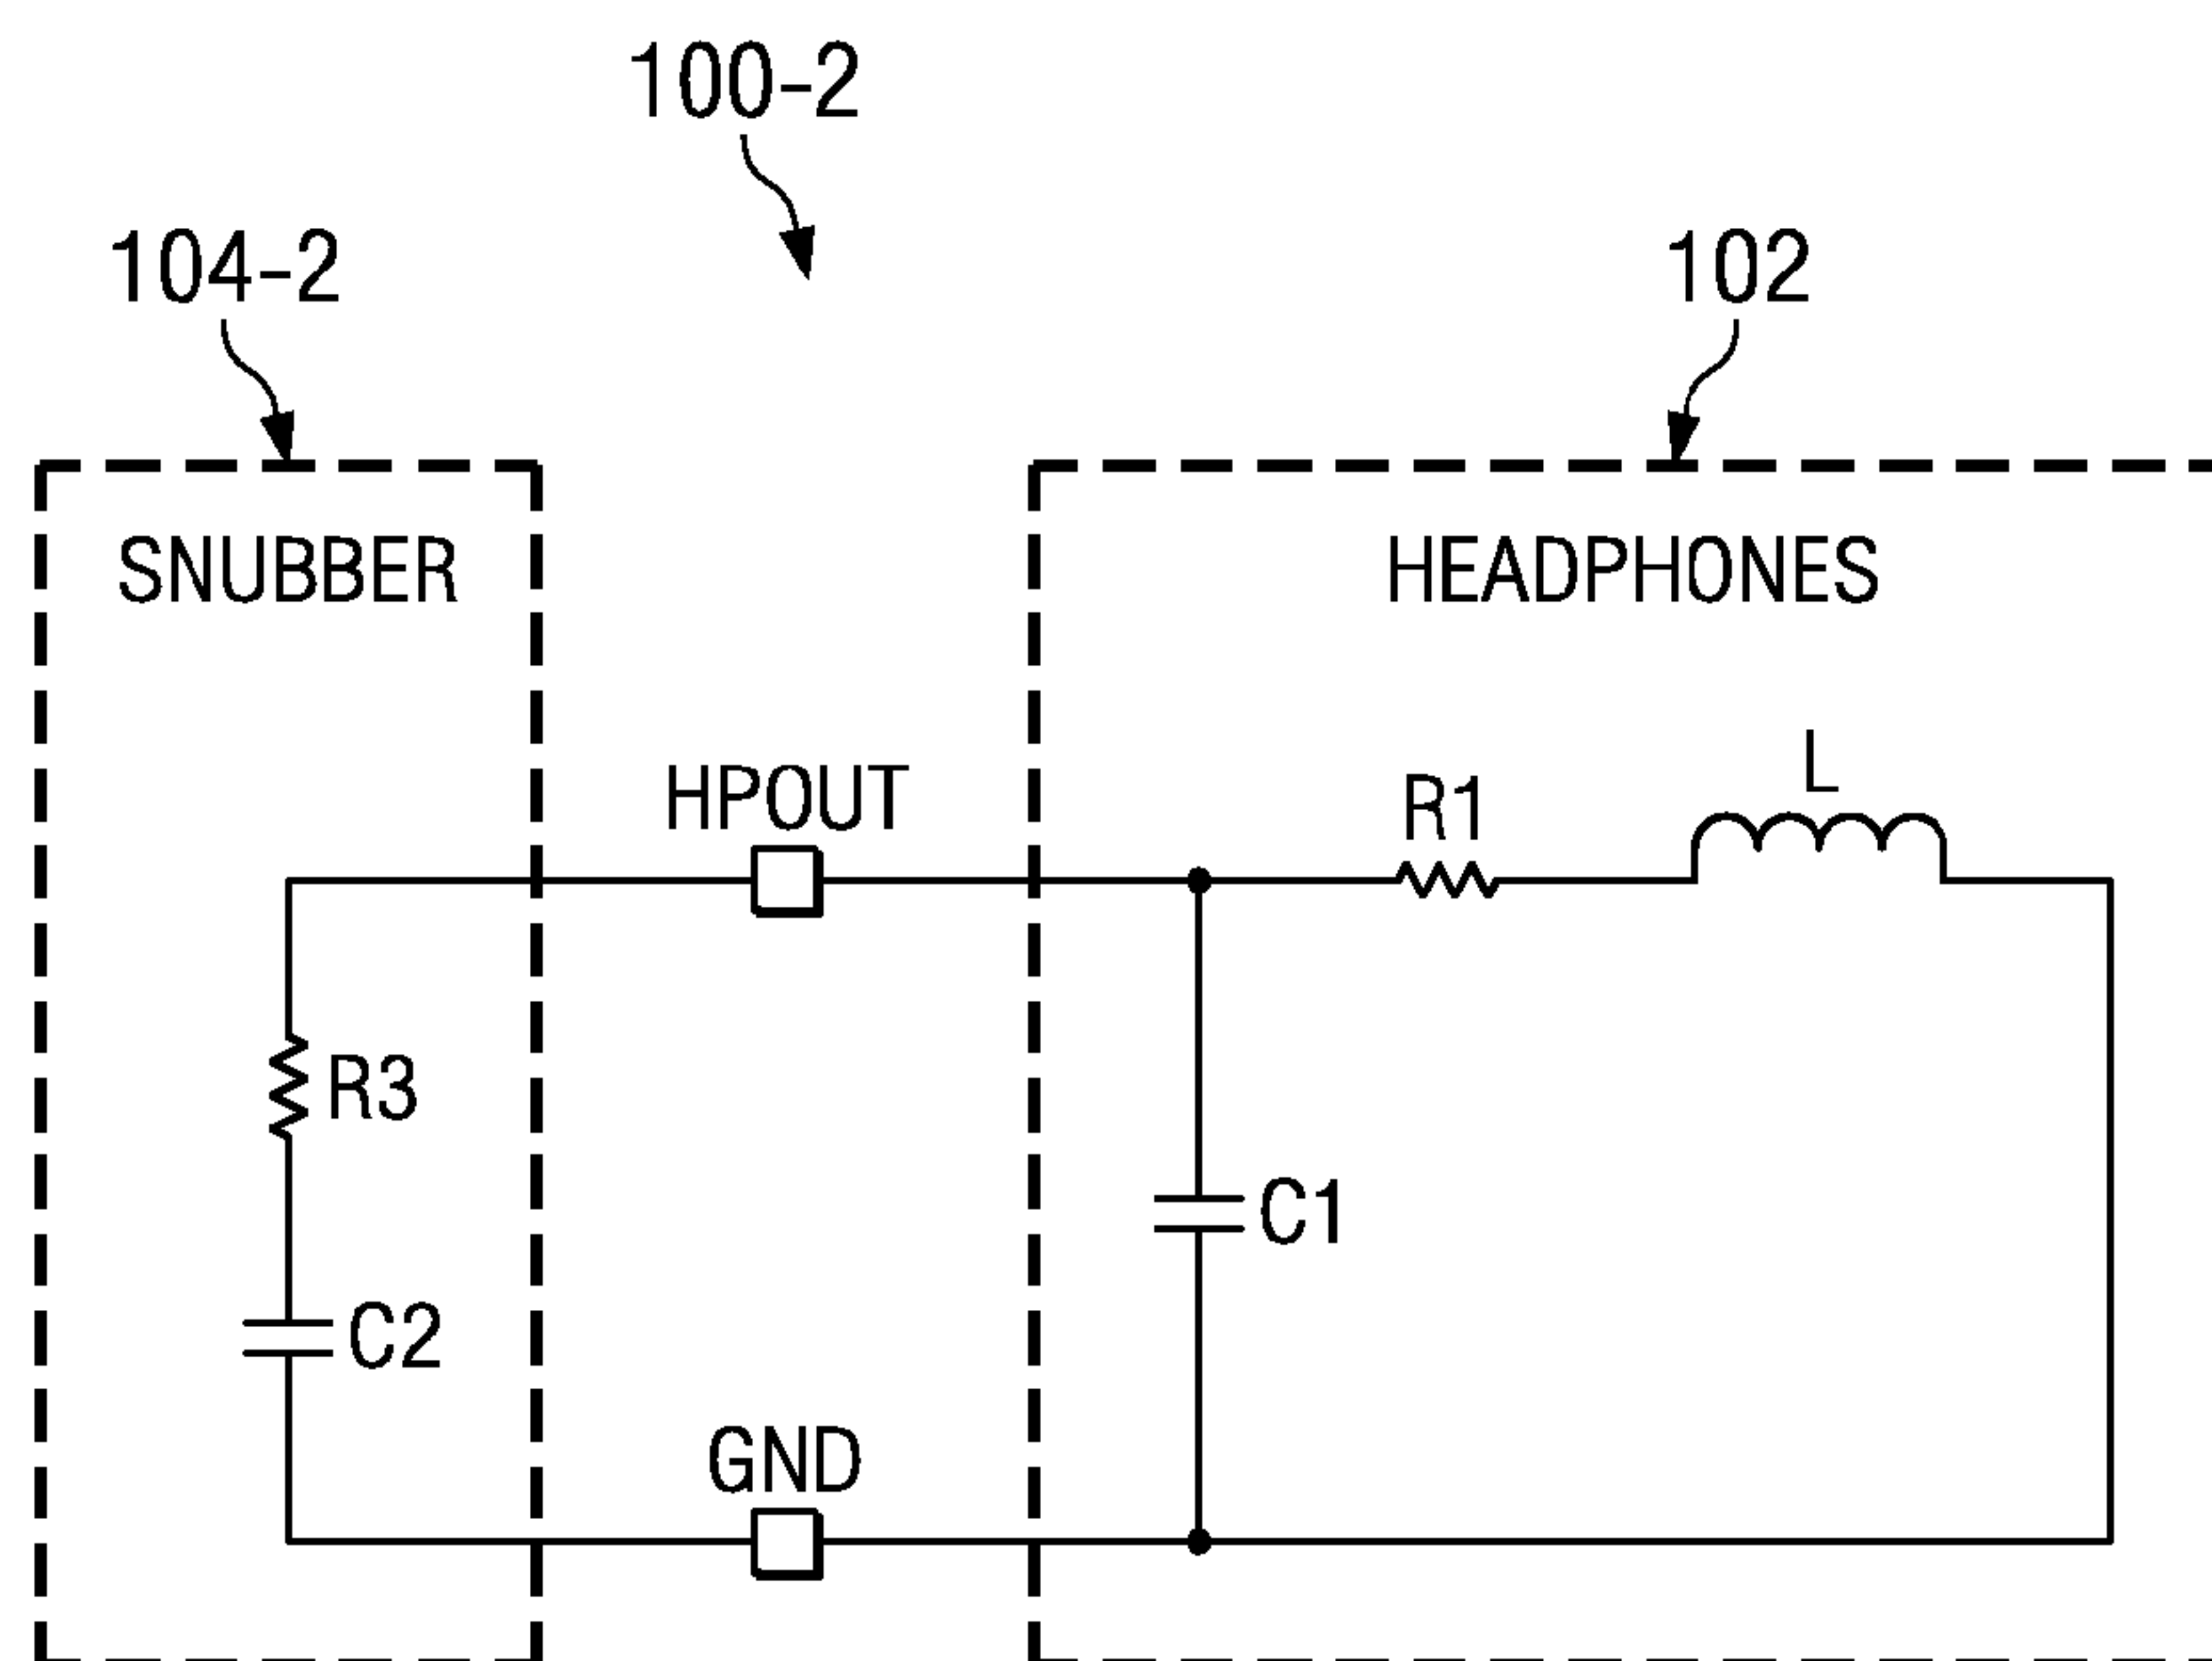 100-2
104-2
102
SNUBBER
HEADPHONES
HPOUT
R1
L
R3
C1
C2
GND